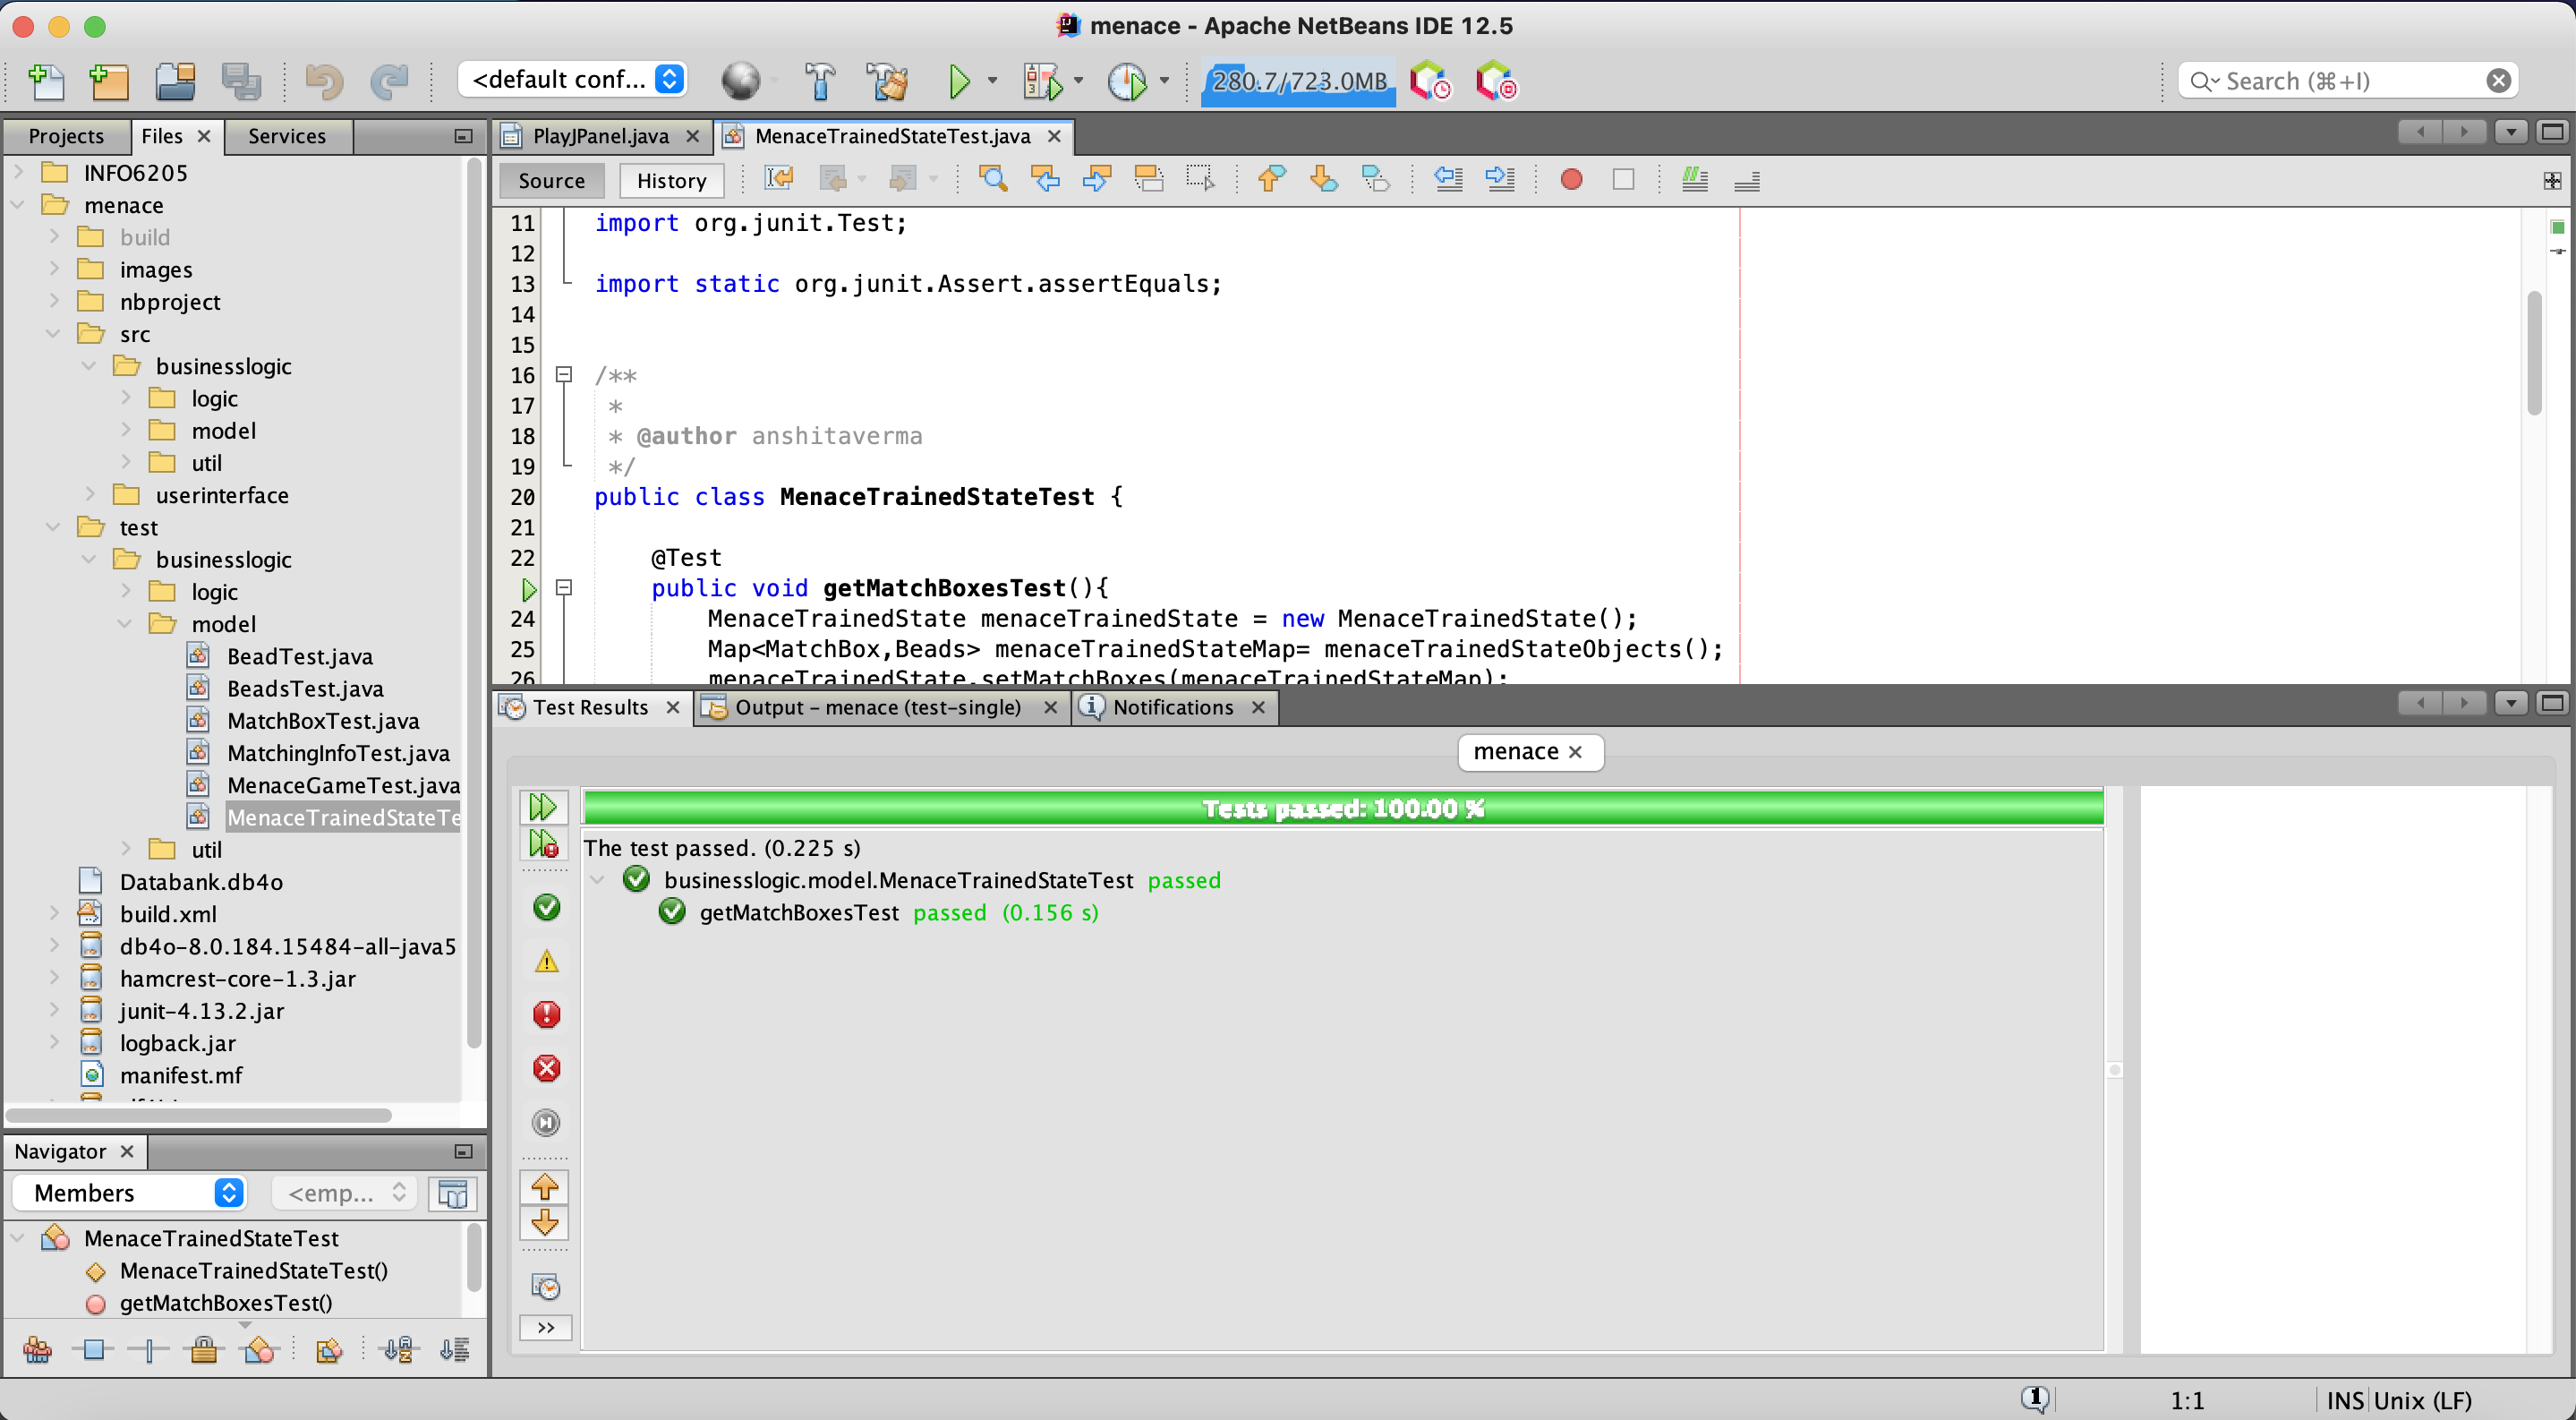 menace - Apache NetBeans IDE 12.5
<default conf...
280.7/723.0MB
Search (⌘+I)
Projects
Files
Services
INFO6205
menace
build
images
nbproject
src
businesslogic
logic
model
util
userinterface
test
businesslogic
logic
model
BeadTest.java
BeadsTest.java
MatchBoxTest.java
MatchingInfoTest.java
MenaceGameTest.java
MenaceTrainedStateTe
util
Databank.db4o
build.xml
db4o-8.0.184.15484-all-java5
hamcrest-core-1.3.jar
junit-4.13.2.jar
logback.jar
manifest.mf
Navigator
Members
<emp...
MenaceTrainedStateTest
MenaceTrainedStateTest()
getMatchBoxesTest()
PlayJPanel.java
MenaceTrainedStateTest.java
Source
History
11 import org.junit.Test;
12
13 import static org.junit.Assert.assertEquals;
14
15
16 /**
17 *
18 * @author anshitaverma
19 */
20 public class MenaceTrainedStateTest {
21
22 @Test
public void getMatchBoxesTest(){
24 MenaceTrainedState menaceTrainedState = new MenaceTrainedState();
25 Map<MatchBox,Beads> menaceTrainedStateMap= menaceTrainedStateObjects();
26 menaceTrainedState.setMatchBoxes(menaceTrainedStateMap);
Test Results
Output – menace (test-single)
Notifications
menace
Tests passed: 100.00 %
The test passed. (0.225 s)
businesslogic.model.MenaceTrainedStateTest passed
getMatchBoxesTest passed (0.156 s)
>>
1
1:1
INS
Unix (LF)